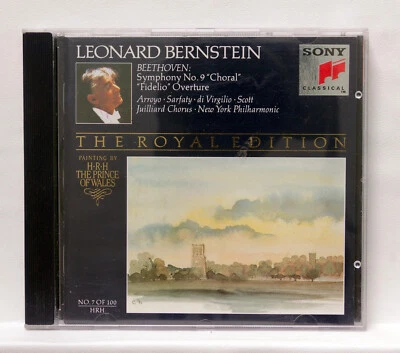 LEONARD BERNSTEIN
BEETHOVEN:
Symphony No. 9 "Choral"
"Fidelio" Overture
Arroyo · Sarfaty · di Virgilio · Scott
Juilliard Chorus · New York Philharmonic
SONY
CLASSICAL
THE ROYAL EDITION
PAINTING BY
H·R·H
THE PRINCE
OF WALES
NO. 7 OF 100
HRH